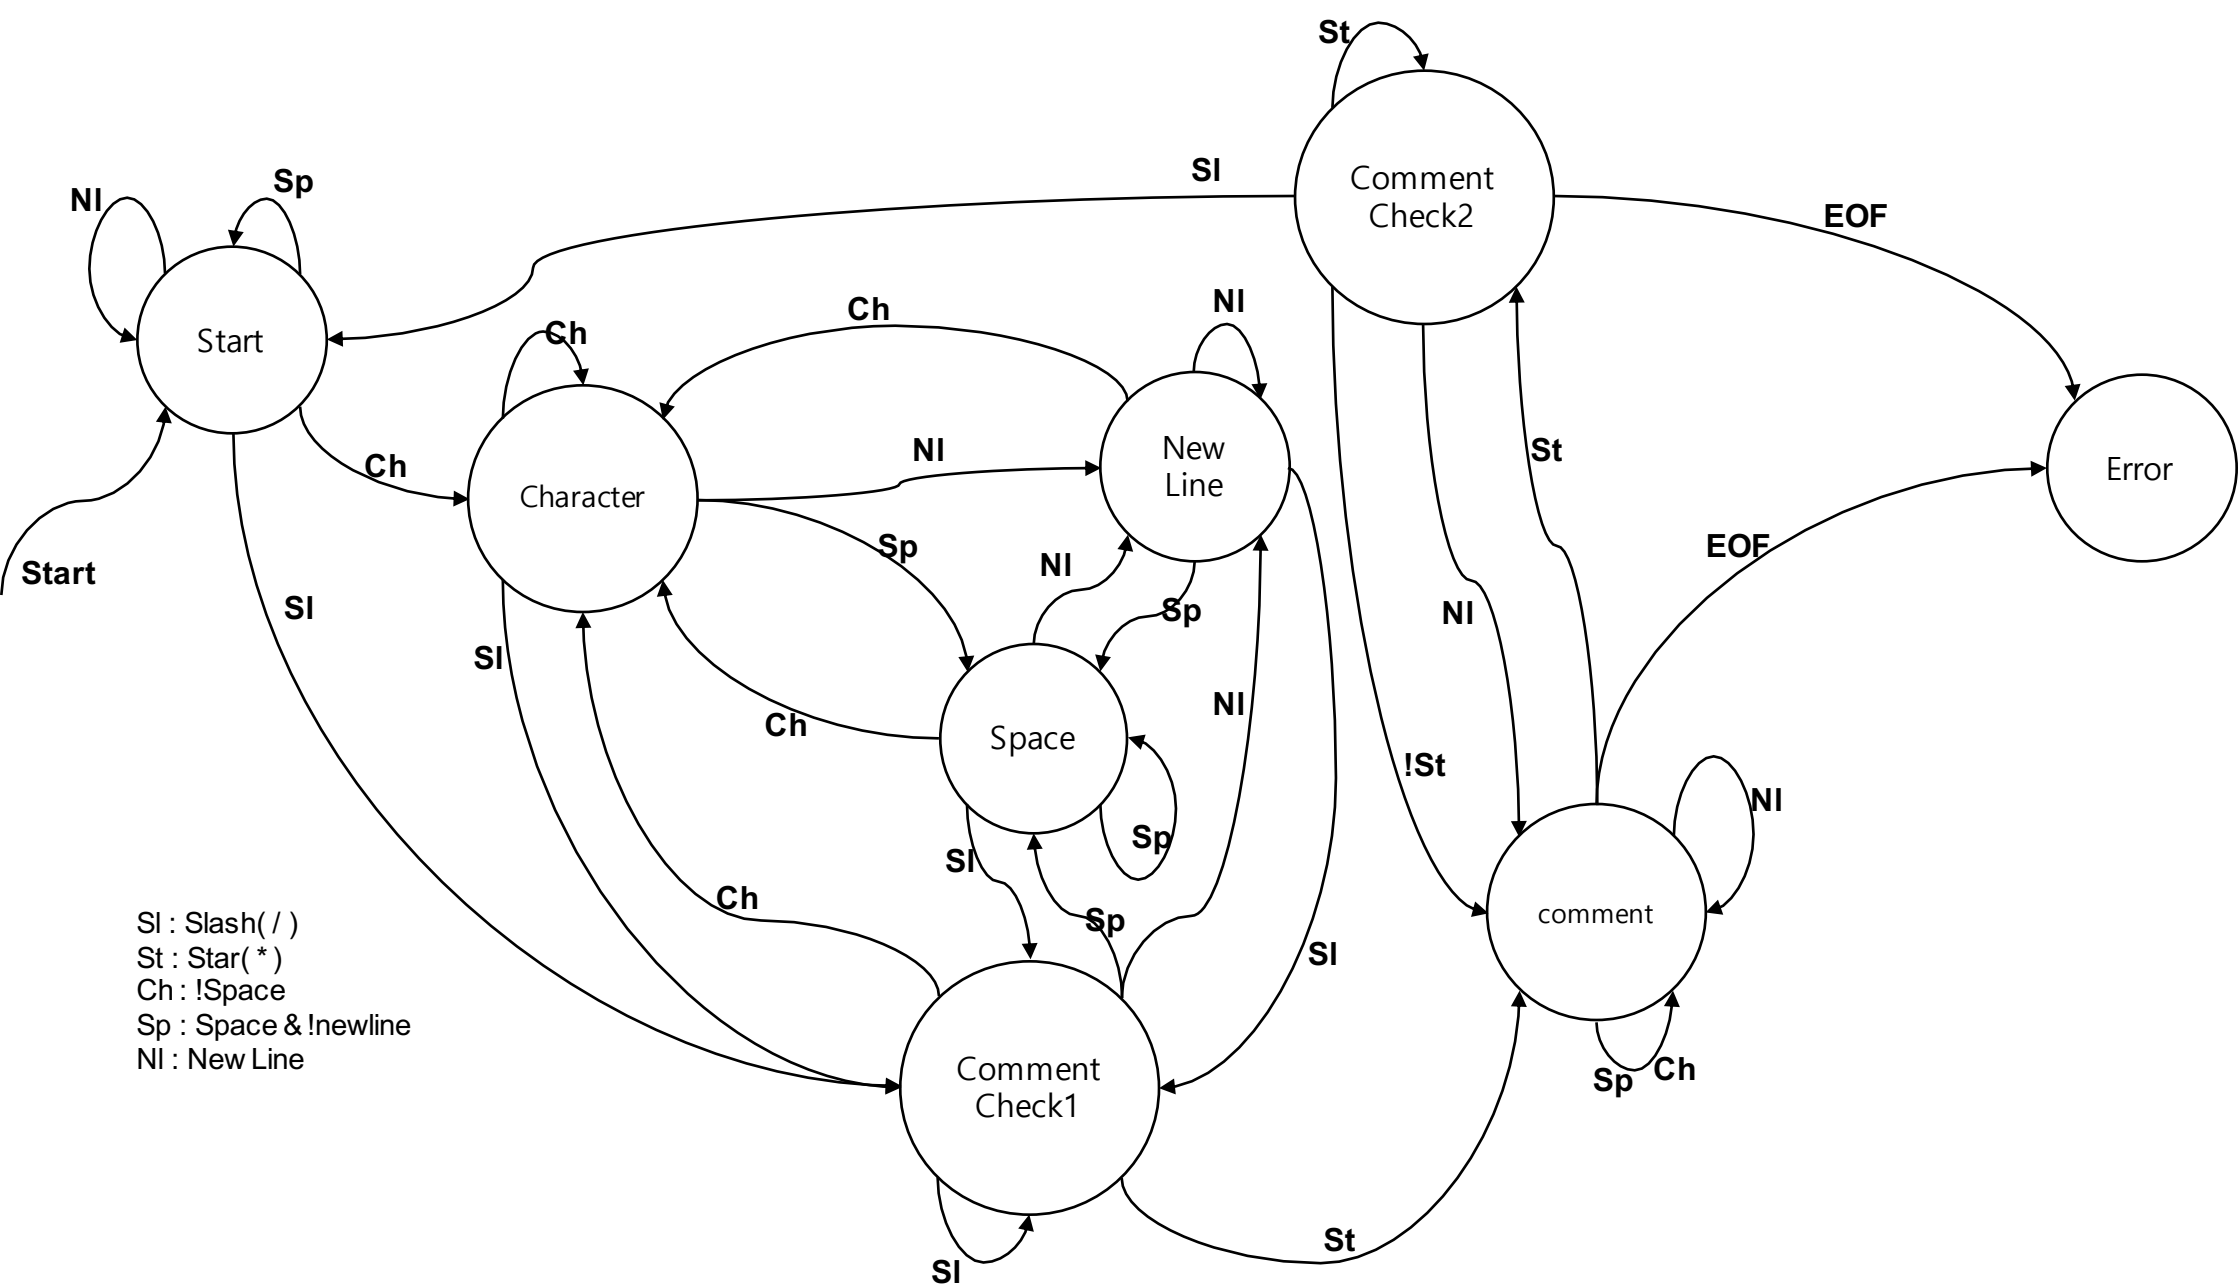 St
Comment
Check2
Sl
EOF
Nl
Sp
Start
Start
Ch
Sl
Ch
Character
Ch
Nl
Nl
New
Line
Sp
Nl
Sp
Sl
Ch
Space
Sp
Nl
Sl
Sp
Ch
Sl
Comment
Check1
Sl
St
!St
Nl
St
EOF
Error
comment
Nl
Sp
Ch
Sl : Slash( / )
St : Star( * )
Ch : !Space
Sp : Space & !newline
Nl : New Line